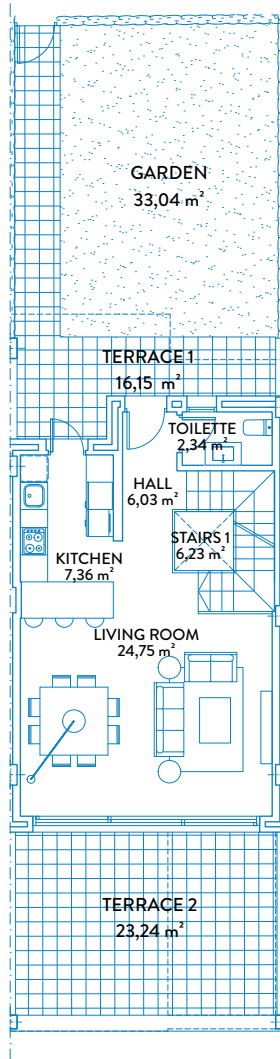 GARDEN
33,04 m²
TERRACE 1
16,15 m²
TOILETTE
2,34 m²
HALL
6,03 m²
STAIRS 1
6,23 m²
KITCHEN
7,36 m²
LIVING ROOM
24,75 m²
TERRACE 2
23,24 m²